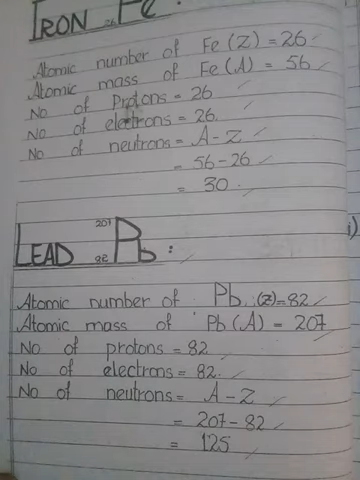 IRON Fe:
Atomic number of Fe (Z) = 26
Atomic mass of Fe (A) = 56
No of Protons = 26
No of electrons = 26.
No of neutrons = A - Z
= 56 - 26
= 30.
LEAD 207 82 Pb :
Atomic number of Pb (Z) = 82
Atomic mass of Pb (A) = 207
No of protons = 82
No of electrons = 82.
No of neutrons = A - Z
= 207 - 82
= 125